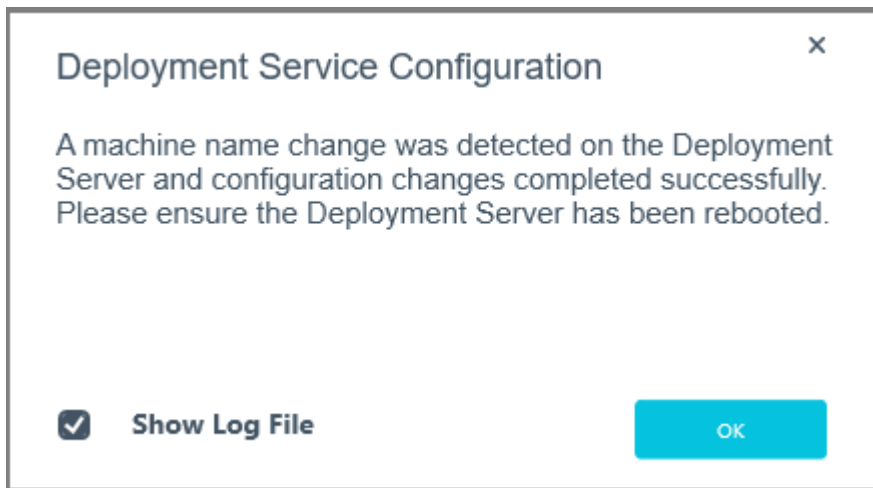 Deployment Service Configuration
A machine name change was detected on the Deployment
Server and configuration changes completed successfully.
Please ensure the Deployment Server has been rebooted.
Show Log File
OK